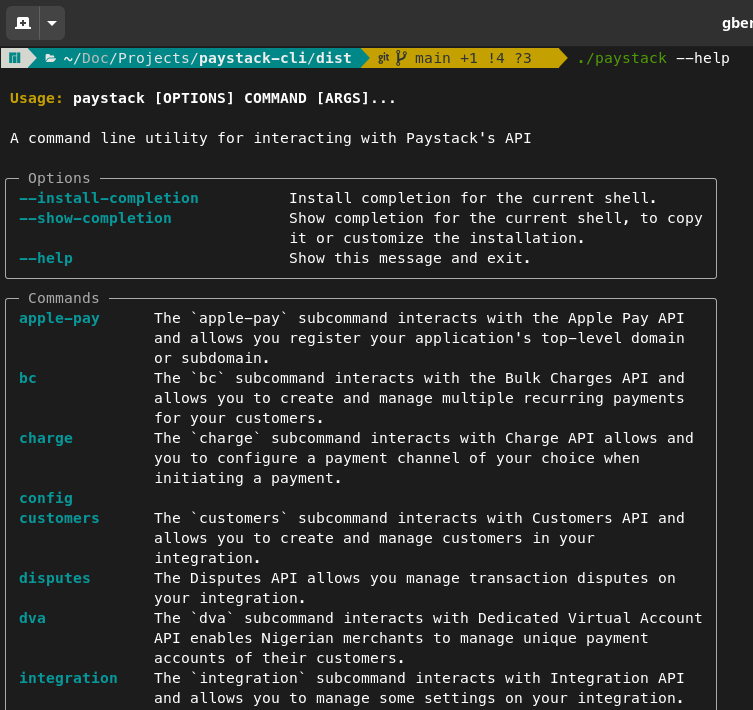 gber
~/Doc/Projects/paystack-cli/dist git main +1 !4 ?3 ./paystack --help
Usage: paystack [OPTIONS] COMMAND [ARGS]...
A command line utility for interacting with Paystack's API
Options
--install-completion Install completion for the current shell.
--show-completion Show completion for the current shell, to copy
it or customize the installation.
--help Show this message and exit.
Commands
apple-pay The `apple-pay` subcommand interacts with the Apple Pay API
and allows you register your application's top-level domain
or subdomain.
bc The `bc` subcommand interacts with the Bulk Charges API and
allows you to create and manage multiple recurring payments
for your customers.
charge The `charge` subcommand interacts with Charge API allows and
you to configure a payment channel of your choice when
initiating a payment.
config
customers The `customers` subcommand interacts with Customers API and
allows you to create and manage customers in your
integration.
disputes The Disputes API allows you manage transaction disputes on
your integration.
dva The `dva` subcommand interacts with Dedicated Virtual Account
API enables Nigerian merchants to manage unique payment
accounts of their customers.
integration The `integration` subcommand interacts with Integration API
and allows you to manage some settings on your integration.